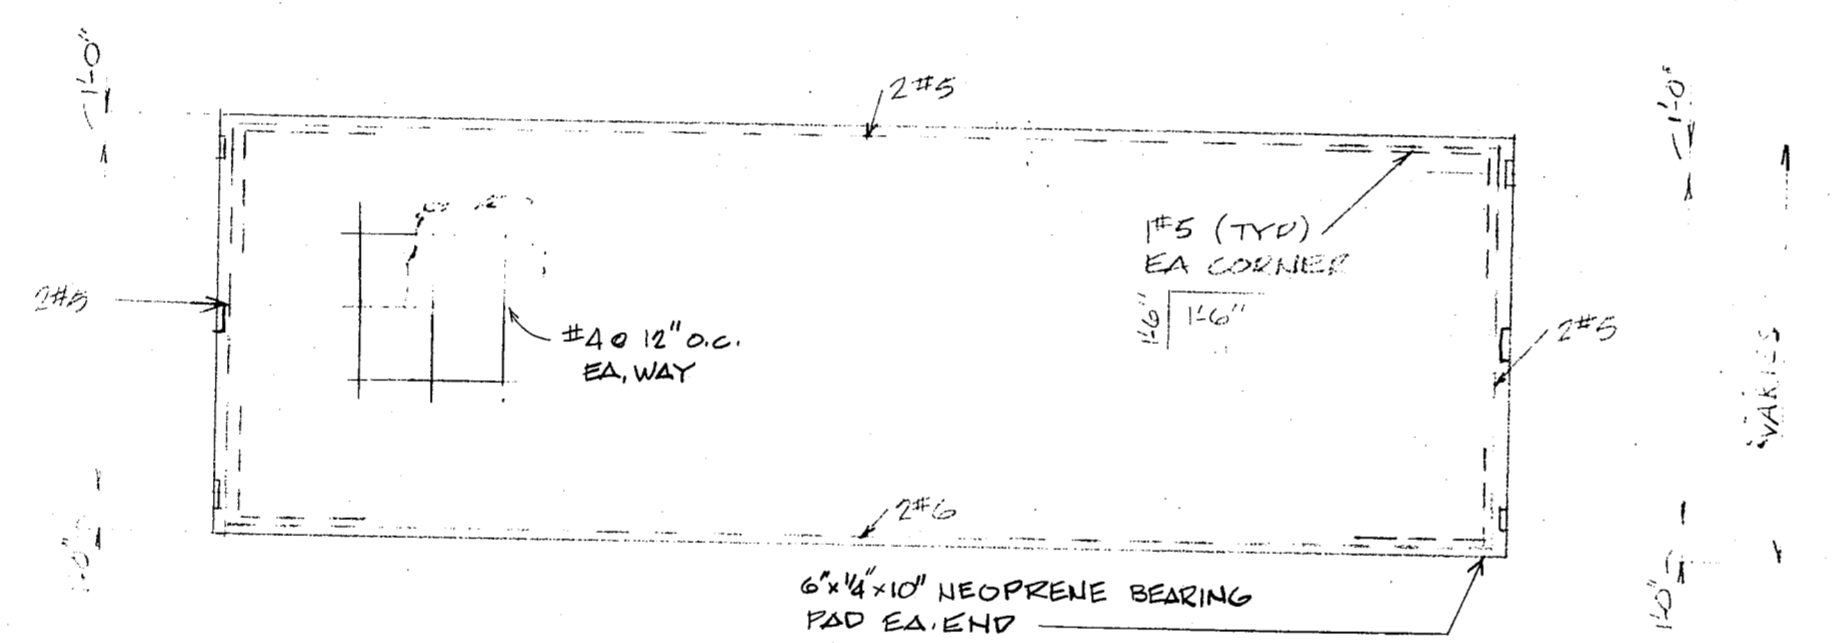 1'-0"
2#5
1'-0"
1#5 (TYP)
EA CORNER
1'-6"
1'-6"
2#5
#4 @ 12" O.C.
EA. WAY
2#5
VARIES
2#6
1'-0"
6"x1/4"x10" NEOPRENE BEARING
PAD EA. END
1'-0"